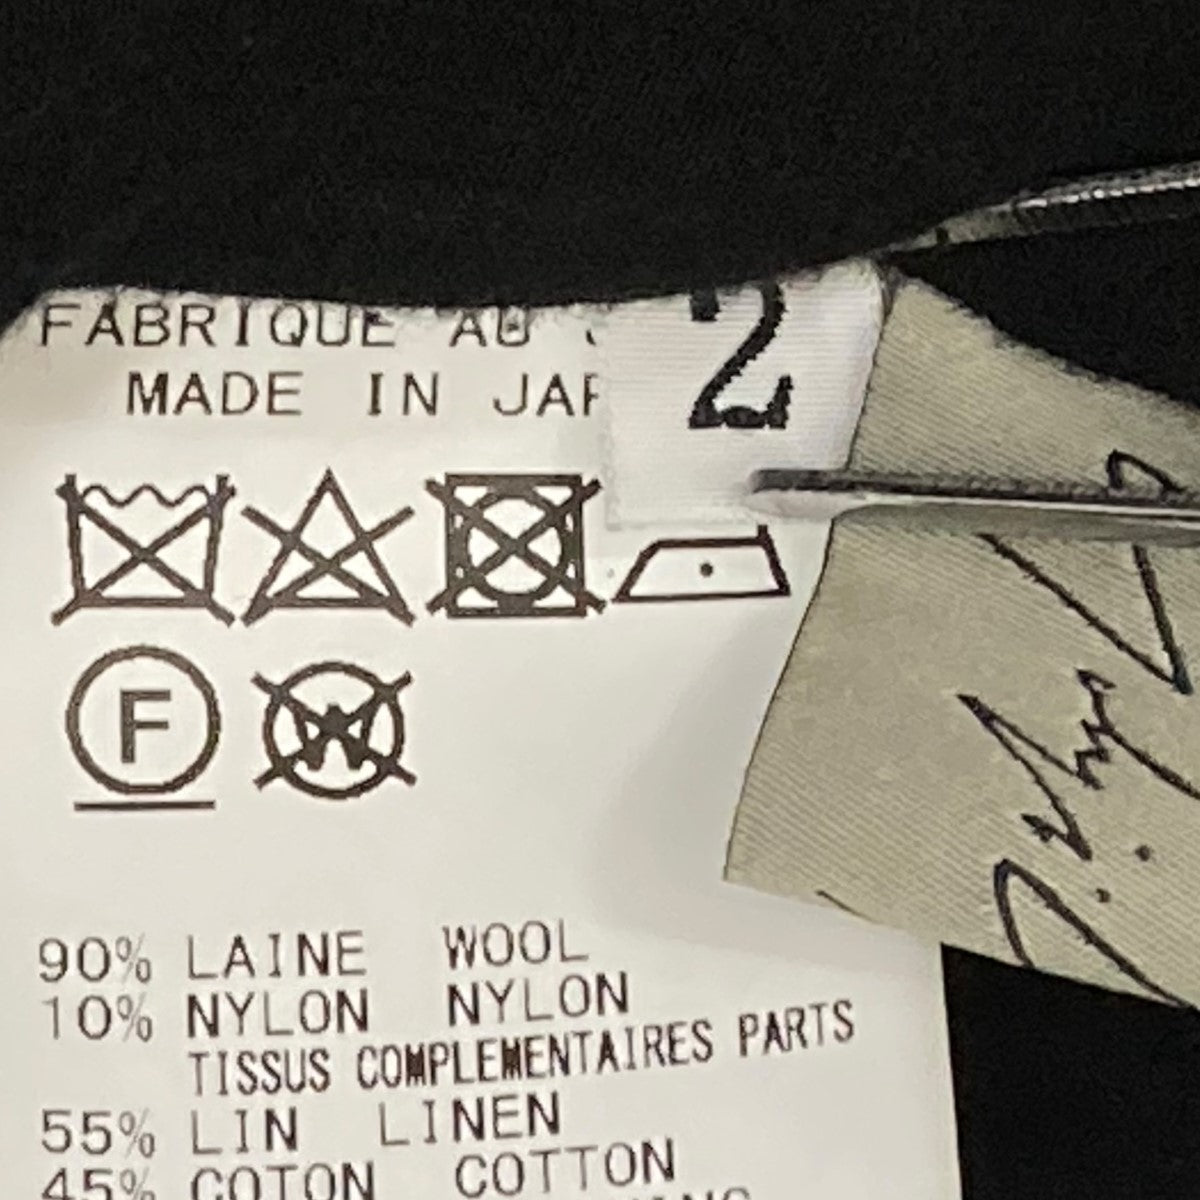 FABRIQUE AU
MADE IN JAP
2
F
W
90% LAINE WOOL
10% NYLON NYLON
TISSUS COMPLEMENTAIRES PARTS
55% LIN LINEN
45% COTON COTTON